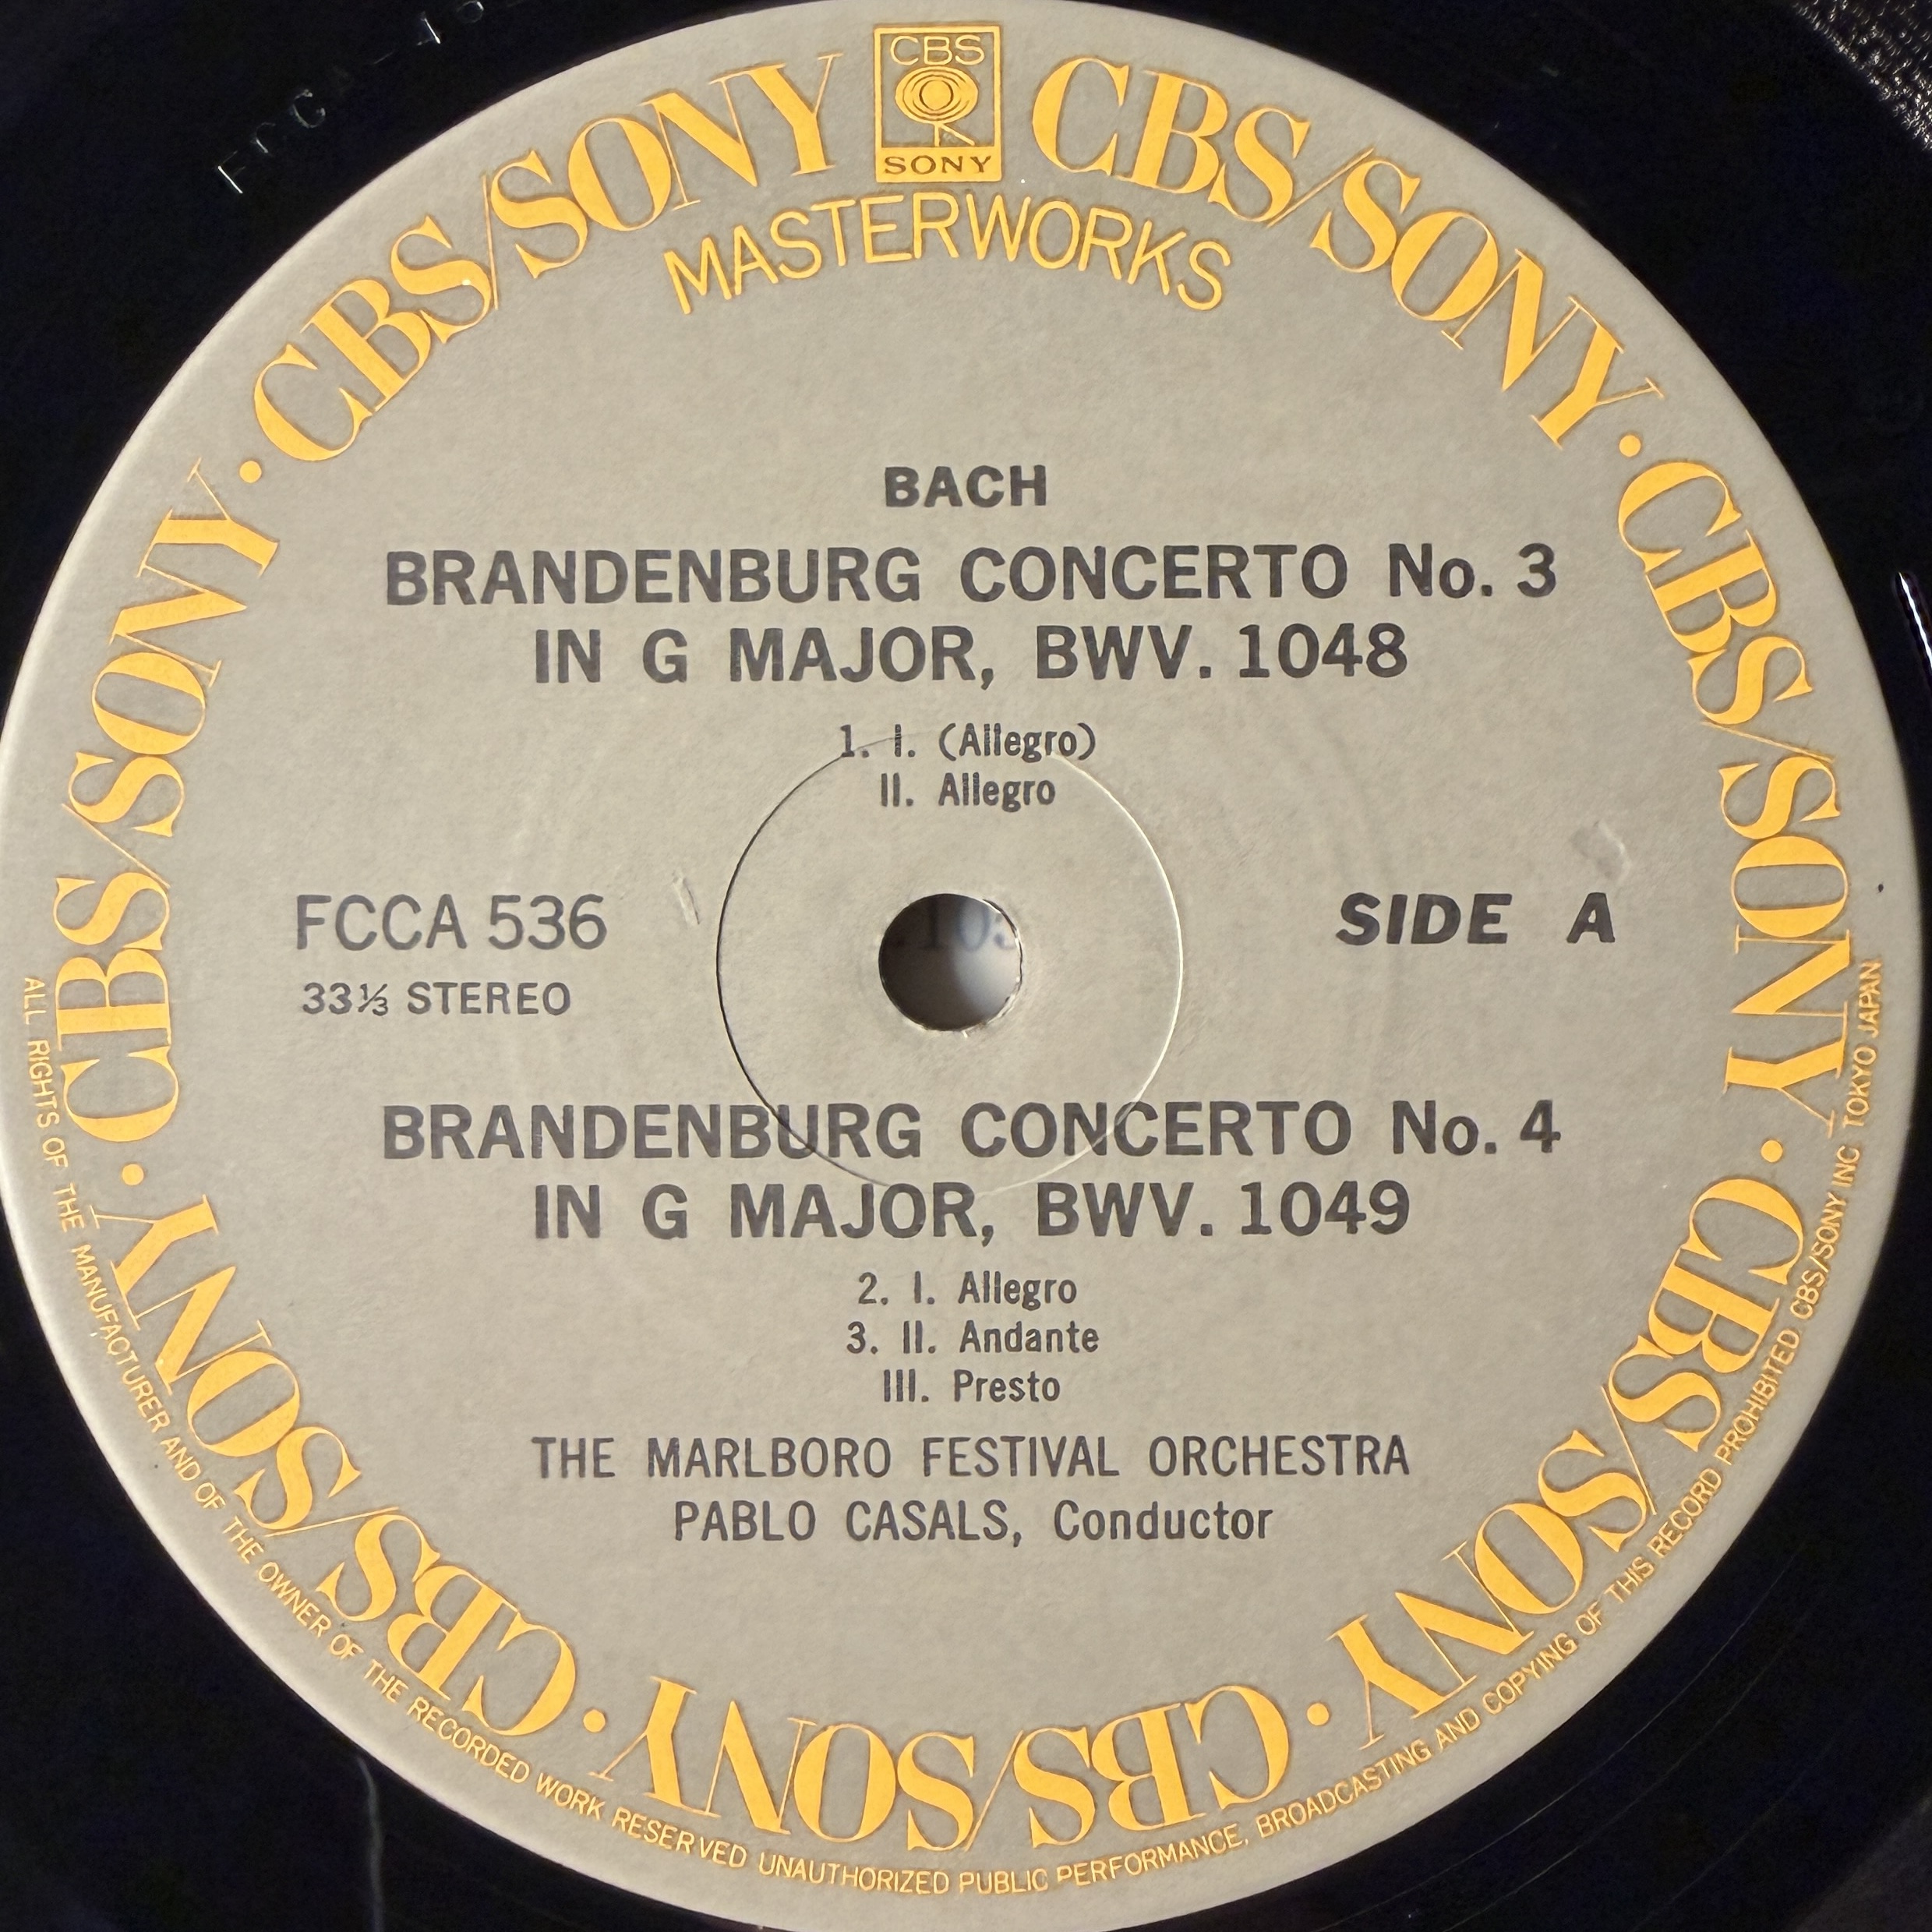 CBS
SONY
CBS/SONY · CBS/SONY · CBS/SONY · CBS/SONY · CBS/SONY · CBS/SONY · CBS/SONY · CBS/SONY
MASTERWORKS
BACH
BRANDENBURG CONCERTO No. 3
IN G MAJOR, BWV. 1048
1. I. (Allegro)
II. Allegro
FCCA 536
33⅓ STEREO
SIDE A
BRANDENBURG CONCERTO No. 4
IN G MAJOR, BWV. 1049
2. I. Allegro
3. II. Andante
III. Presto
THE MARLBORO FESTIVAL ORCHESTRA
PABLO CASALS, Conductor
ALL RIGHTS OF THE MANUFACTURER AND OF THE OWNER OF THE RECORDED WORK RESERVED UNAUTHORIZED PUBLIC PERFORMANCE, BROADCASTING AND COPYING OF THIS RECORD PROHIBITED CBS/SONY INC TOKYO JAPAN